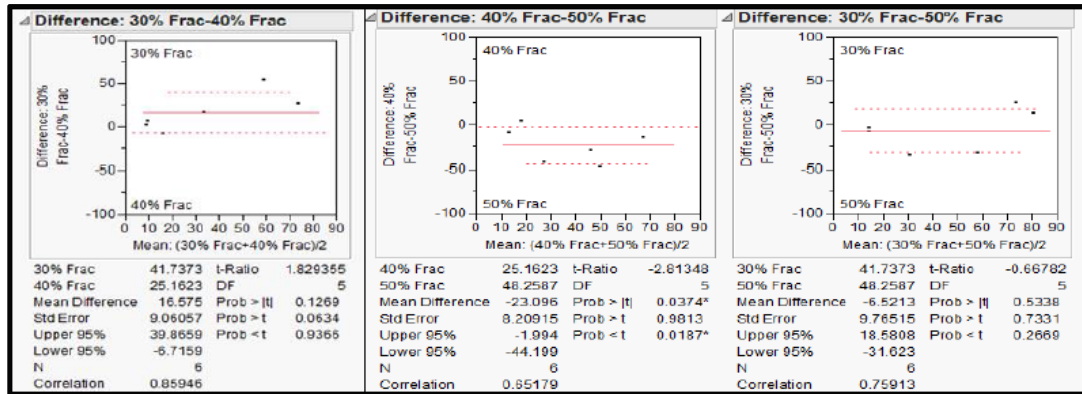 Difference: 30% Frac-40% Frac
100
50
0
-50
-100
Difference: 30%
Frac-40% Frac
30% Frac
40% Frac
0 10 20 30 40 50 60 70 80 90
Mean: (30% Frac+40% Frac)/2
30% Frac 41.7373 t-Ratio 1.829355
40% Frac 25.1623 DF 5
Mean Difference 16.575 Prob > |t| 0.1269
Std Error 9.06057 Prob > t 0.0634
Upper 95% 39.8659 Prob < t 0.9366
Lower 95% -6.7159
N 6
Correlation 0.85946
Difference: 40% Frac-50% Frac
100
50
0
-50
-100
Difference: 40%
Frac-50% Frac
40% Frac
50% Frac
0 10 20 30 40 50 60 70 80 90
Mean: (40% Frac+50% Frac)/2
40% Frac 25.1623 t-Ratio -2.81348
50% Frac 48.2587 DF 5
Mean Difference -23.096 Prob > |t| 0.0374*
Std Error 8.20915 Prob > t 0.9813
Upper 95% -1.994 Prob < t 0.0187*
Lower 95% -44.199
N 6
Correlation 0.65179
Difference: 30% Frac-50% Frac
100
50
0
-50
-100
Difference: 30%
Frac-50% Frac
30% Frac
50% Frac
0 10 20 30 40 50 60 70 80 90
Mean: (30% Frac+50% Frac)/2
30% Frac 41.7373 t-Ratio -0.66782
50% Frac 48.2587 DF 5
Mean Difference -6.5213 Prob > |t| 0.5338
Std Error 9.76515 Prob > t 0.7331
Upper 95% 18.5808 Prob < t 0.2669
Lower 95% -31.623
N 6
Correlation 0.75913